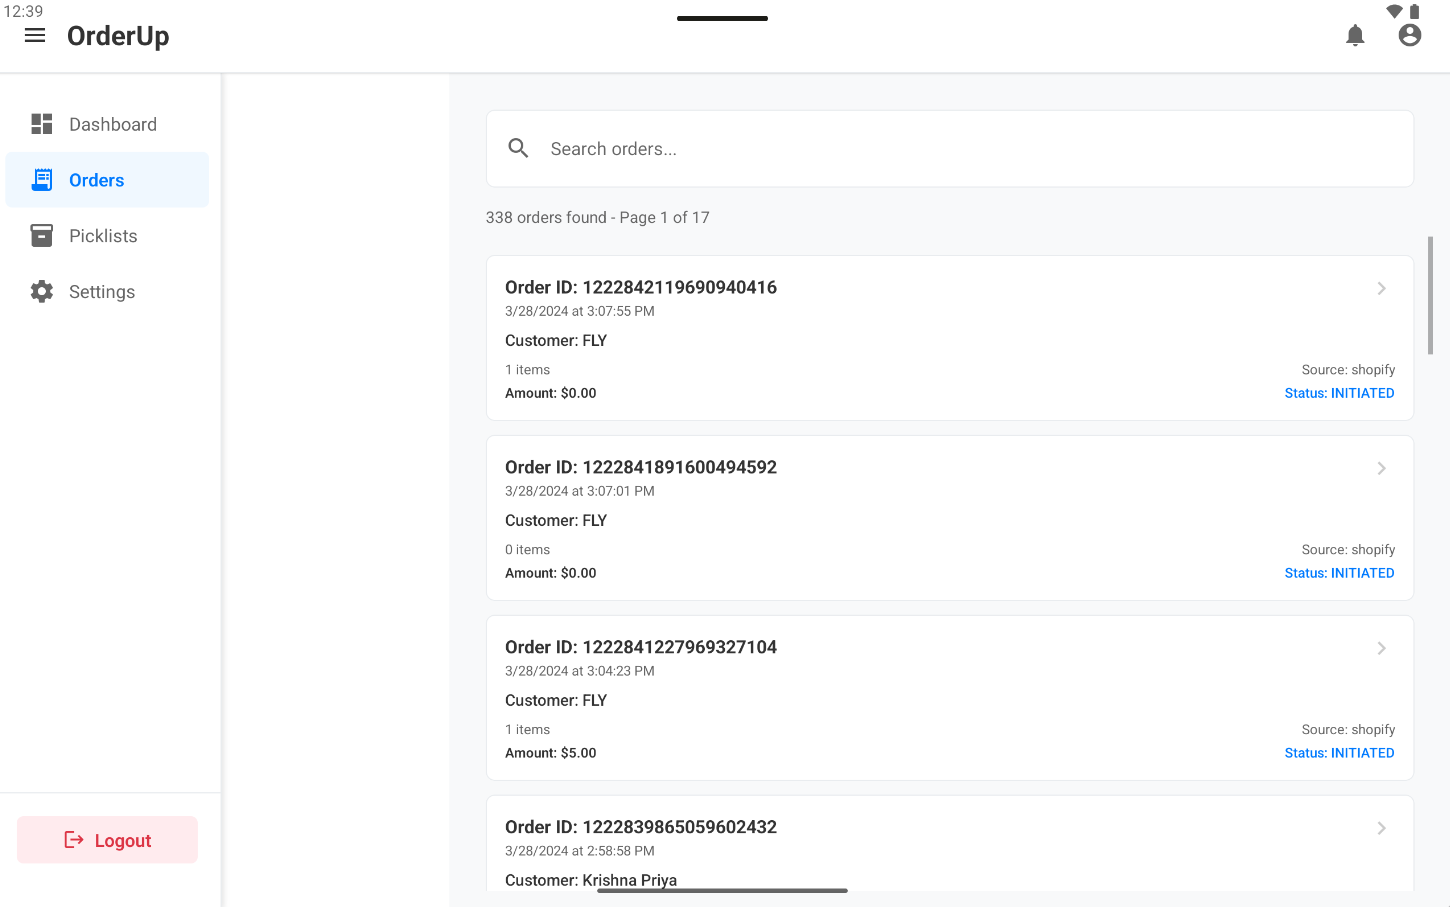 12:39
OrderUp
Dashboard
Orders
Picklists
Settings
Logout
Search orders...
338 orders found - Page 1 of 17
Order ID: 1222842119690940416
3/28/2024 at 3:07:55 PM
Customer: FLY
1 items
Source: shopify
Amount: $0.00
Status: INITIATED
Order ID: 1222841891600494592
3/28/2024 at 3:07:01 PM
Customer: FLY
0 items
Source: shopify
Amount: $0.00
Status: INITIATED
Order ID: 1222841227969327104
3/28/2024 at 3:04:23 PM
Customer: FLY
1 items
Source: shopify
Amount: $5.00
Status: INITIATED
Order ID: 1222839865059602432
3/28/2024 at 2:58:58 PM
Customer: Krishna Priya